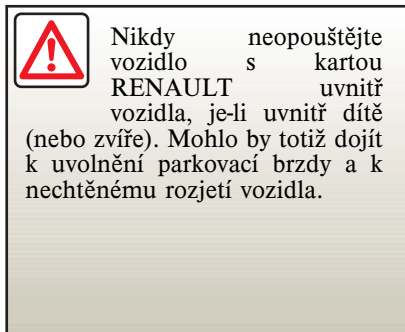 Nikdy neopouštějte
vozidlo s kartou
RENAULT uvnitř
vozidla, je-li uvnitř dítě
(nebo zvíře). Mohlo by totiž dojít
k uvolnění parkovací brzdy a k
nechtěnému rozjetí vozidla.